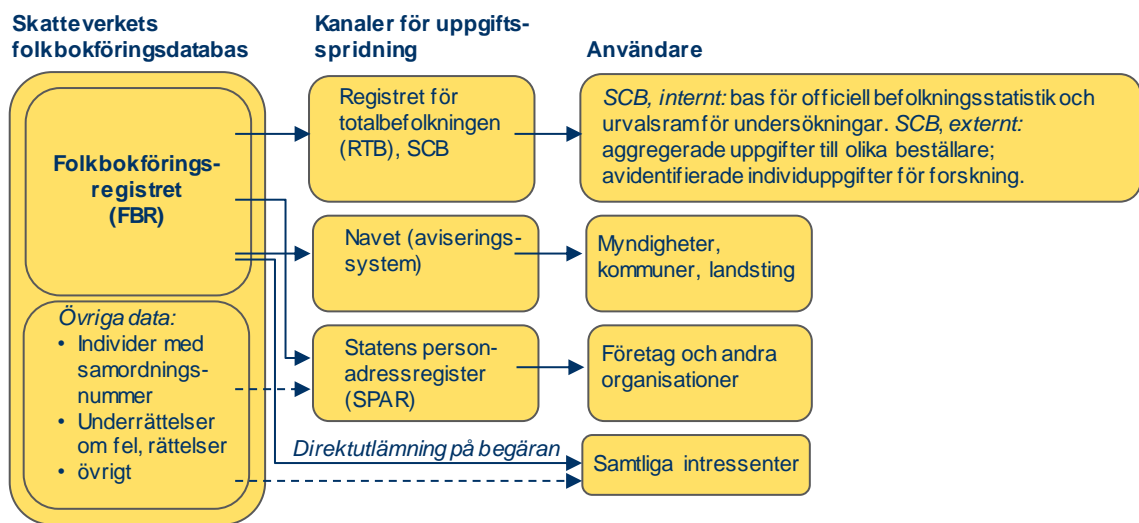 Skatteverkets
folkbokföringsdatabas
Kanaler för uppgifts-
spridning
Användare
Folkbokförings-
registret
(FBR)
Övriga data:
• Individer med
samordnings-
nummer
• Underrättelser
om fel, rättelser
• övrigt
Registret för
totalbefolkningen
(RTB), SCB
SCB, internt: bas för officiell befolkningsstatistik och
urvalsram för undersökningar. SCB, externt:
aggregerade uppgifter till olika beställare;
avidentifierade individuppgifter för forskning.
Navet (aviserings-
system)
Myndigheter,
kommuner, landsting
Statens person-
adressregister
(SPAR)
Företag och andra
organisationer
Direktutlämning på begäran
Samtliga intressenter